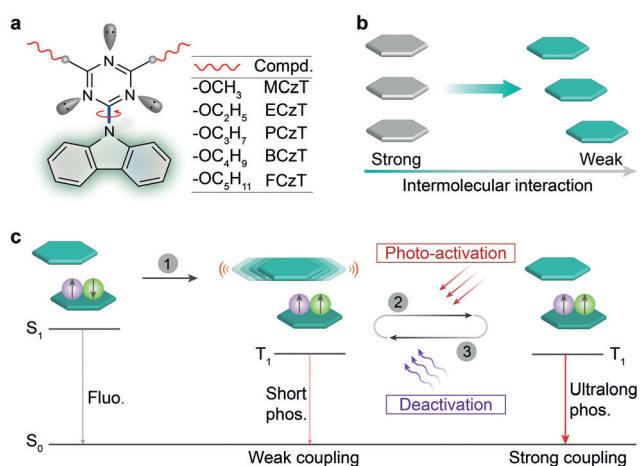 a
Compd.
-OCH3 MCzT
-OC2H5 ECzT
-OC3H7 PCzT
-OC4H9 BCzT
-OC5H11 FCzT
N N
N
N
b
Strong Weak
Intermolecular interaction
c
1
Photo-activation
2
3
S1
T1 T1
Fluo.
Short
phos.
Deactivation
Ultralong
phos.
S0
Weak coupling Strong coupling